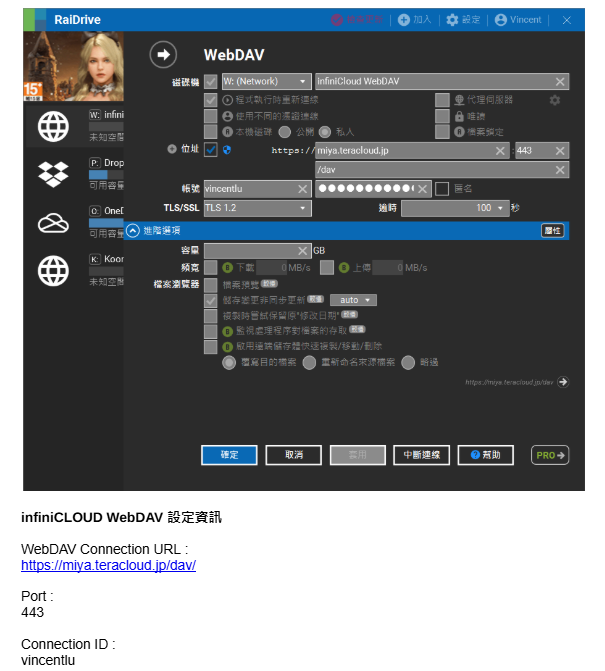 RaiDrive
加入
設定
Vincent
WebDAV
磁碟機
W: (Network)
infiniCloud WebDAV
程式執行時重新連線
代理伺服器
使用不同的憑證連線
唯讀
本機磁碟
公開
私人
檔案鎖定
位址
https://
miya.teracloud.jp
:
443
/dav
帳號
vincentlu
匿名
TLS/SSL
TLS 1.2
逾時
100
秒
進階選項
屬性
容量
GB
頻寬
下載
0 MB/s
上傳
0 MB/s
檔案瀏覽器
檔案預覽
儲存變更非同步更新
auto
複製時嘗試保留原"修改日期"
監視處理程序對檔案的存取
啟用遠端儲存體快速複製/移動/刪除
覆寫目的檔案
重新命名來源檔案
略過
https://miya.teracloud.jp/dav
確定
取消
套用
中斷連線
幫助
PRO
15+
W: infini
未知空間
P: Drop
可用容量
O: OneD
可用容量
K: Koor
未知空間
infiniCLOUD WebDAV 設定資訊
WebDAV Connection URL :
https://miya.teracloud.jp/dav/
Port :
443
Connection ID :
vincentlu